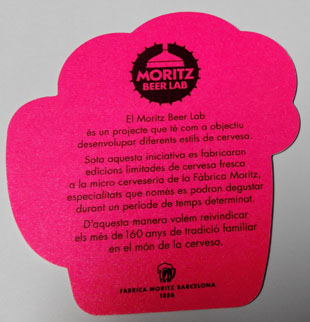 MORITZ
BEER LAB
El Moritz Beer Lab
és un projecte que té com a objectiu
desenvolupar diferents estils de cervesa.
Sota aquesta iniciativa es fabricaran
edicions limitades de cervesa fresca
a la micro cerveseria de la Fàbrica Moritz,
especialitats que només es podran degustar
durant un període de temps determinat.
D'aquesta manera volem reivindicar
els més de 160 anys de tradició familiar
en el món de la cervesa.
FÀBRICA MORITZ BARCELONA
1856